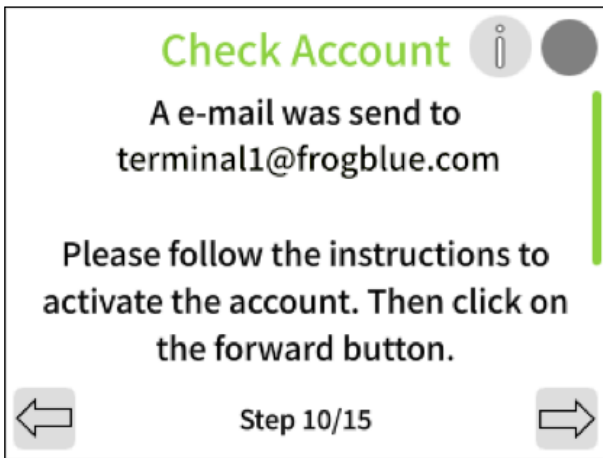 Check Account i
A e-mail was send to
terminal1@frogblue.com
Please follow the instructions to
activate the account. Then click on
the forward button.
Step 10/15